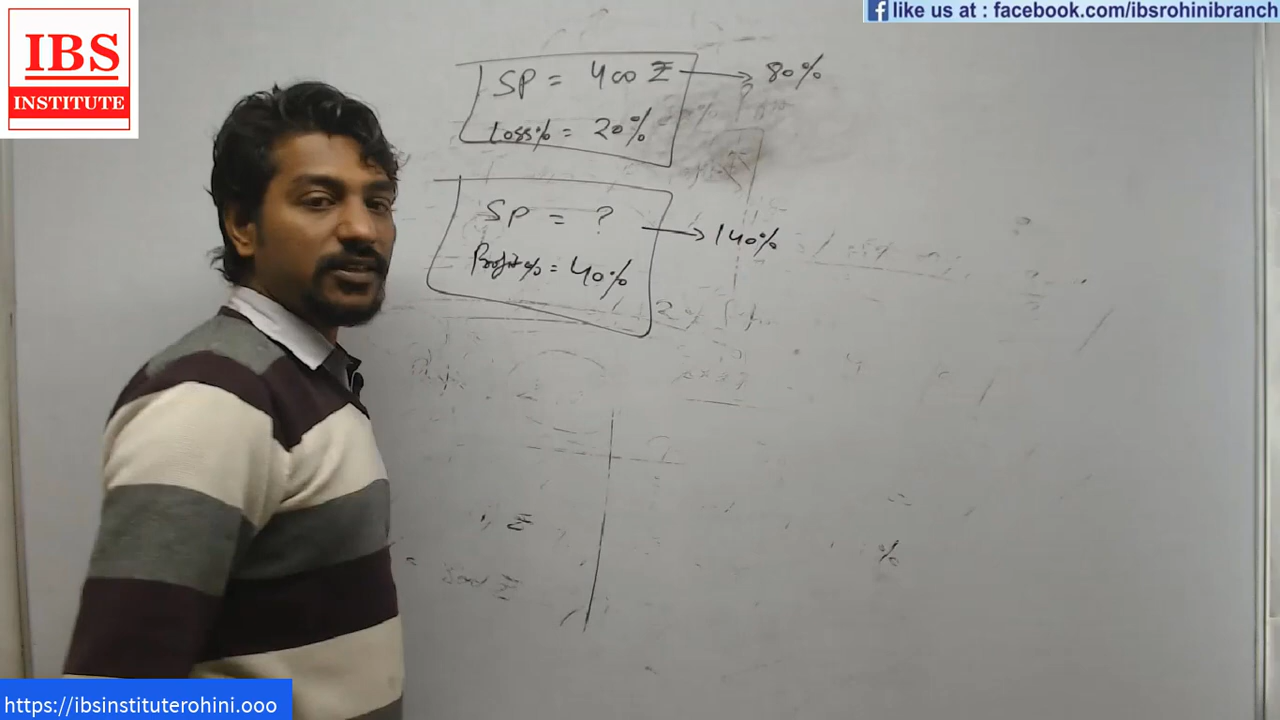 like us at : facebook.com/ibsrohinibranch
IBS
INSTITUTE
SP = 400 ₹ → 80%
Loss% = 20%
SP = ? → 140%
Profit% = 40%
₹
%
https://ibsinstituterohini.ooo